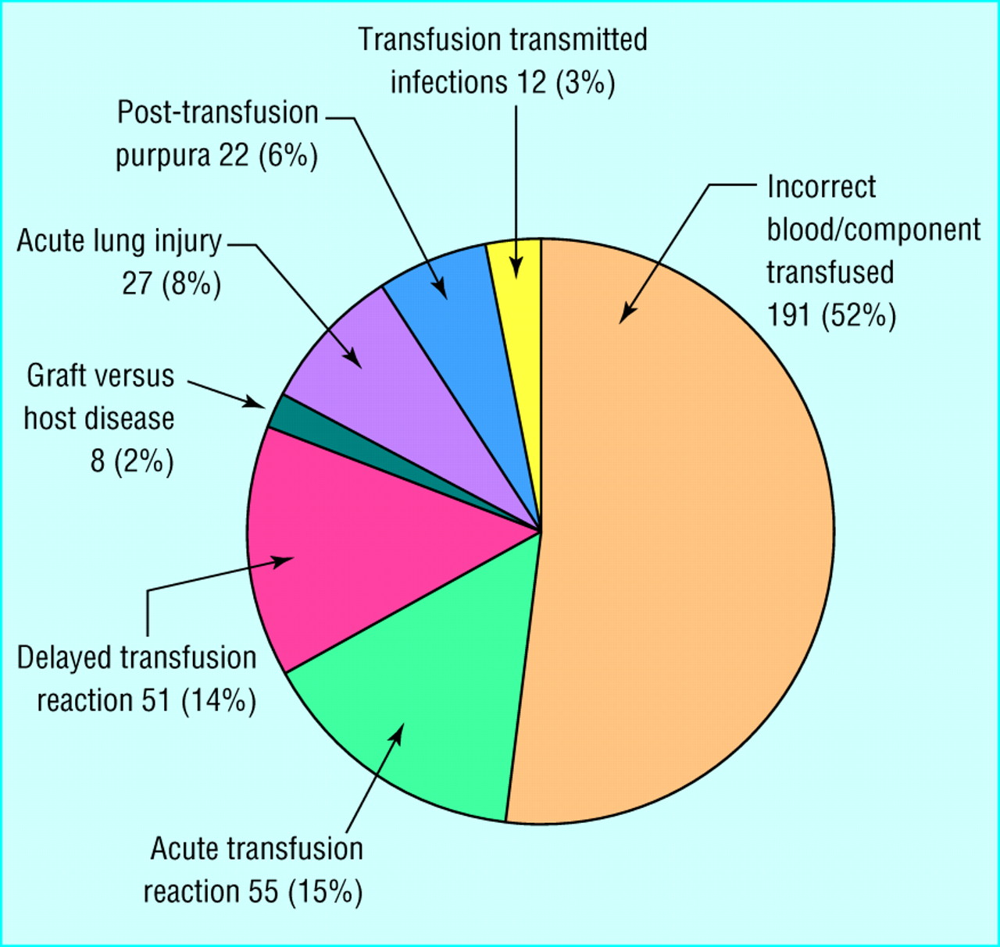 Transfusion transmitted
infections 12 (3%)
Post-transfusion
purpura 22 (6%)
Incorrect
blood/component
transfused
191 (52%)
Acute lung injury
27 (8%)
Graft versus
host disease
8 (2%)
Delayed transfusion
reaction 51 (14%)
Acute transfusion
reaction 55 (15%)